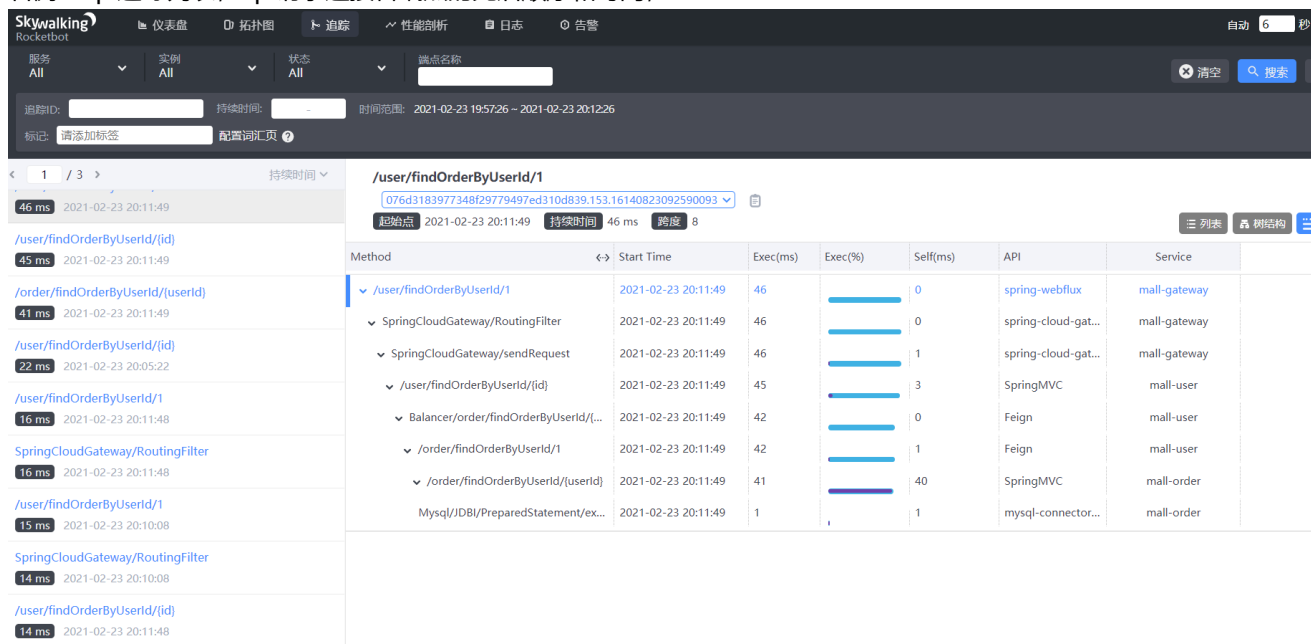 Skywalking
Rocketbot
仪表盘
拓扑图
追踪
性能剖析
日志
告警
自动 6 秒
服务
All
实例
All
状态
All
端点名称
清空
搜索
追踪ID:
持续时间: -
时间范围: 2021-02-23 19:57:26 ~ 2021-02-23 20:12:26
标记: 请添加标签
配置词汇页 ?
< 1 / 3 >
持续时间
46 ms 2021-02-23 20:11:49
/user/findOrderByUserId/{id}
45 ms 2021-02-23 20:11:49
/order/findOrderByUserId/{userId}
41 ms 2021-02-23 20:11:49
/user/findOrderByUserId/{id}
22 ms 2021-02-23 20:05:22
/user/findOrderByUserId/1
16 ms 2021-02-23 20:11:48
SpringCloudGateway/RoutingFilter
16 ms 2021-02-23 20:11:48
/user/findOrderByUserId/1
15 ms 2021-02-23 20:10:08
SpringCloudGateway/RoutingFilter
14 ms 2021-02-23 20:10:08
/user/findOrderByUserId/{id}
14 ms 2021-02-23 20:11:48
/user/findOrderByUserId/1
076d3183977348f29779497ed310d839.153.16140823092590093
起始点 2021-02-23 20:11:49 持续时间 46 ms 跨度 8
列表
树结构
Method Start Time Exec(ms) Exec(%) Self(ms) API Service
/user/findOrderByUserId/1 2021-02-23 20:11:49 46 0 spring-webflux mall-gateway
SpringCloudGateway/RoutingFilter 2021-02-23 20:11:49 46 0 spring-cloud-gat... mall-gateway
SpringCloudGateway/sendRequest 2021-02-23 20:11:49 46 1 spring-cloud-gat... mall-gateway
/user/findOrderByUserId/{id} 2021-02-23 20:11:49 45 3 SpringMVC mall-user
Balancer/order/findOrderByUserId/{... 2021-02-23 20:11:49 42 0 Feign mall-user
/order/findOrderByUserId/1 2021-02-23 20:11:49 42 1 Feign mall-user
/order/findOrderByUserId/{userId} 2021-02-23 20:11:49 41 40 SpringMVC mall-order
Mysql/JDBI/PreparedStatement/ex... 2021-02-23 20:11:49 1 1 mysql-connector... mall-order